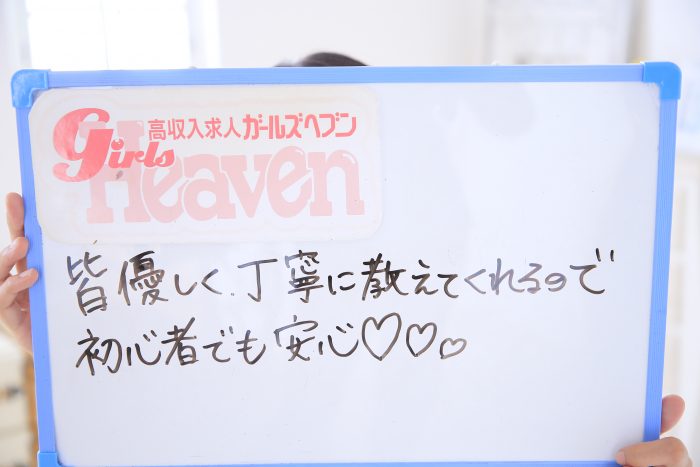 高収入求人ガールズヘブン
Girls
Heaven
皆優しく、丁寧に教えてくれるので
初心者でも安心♡♡♡